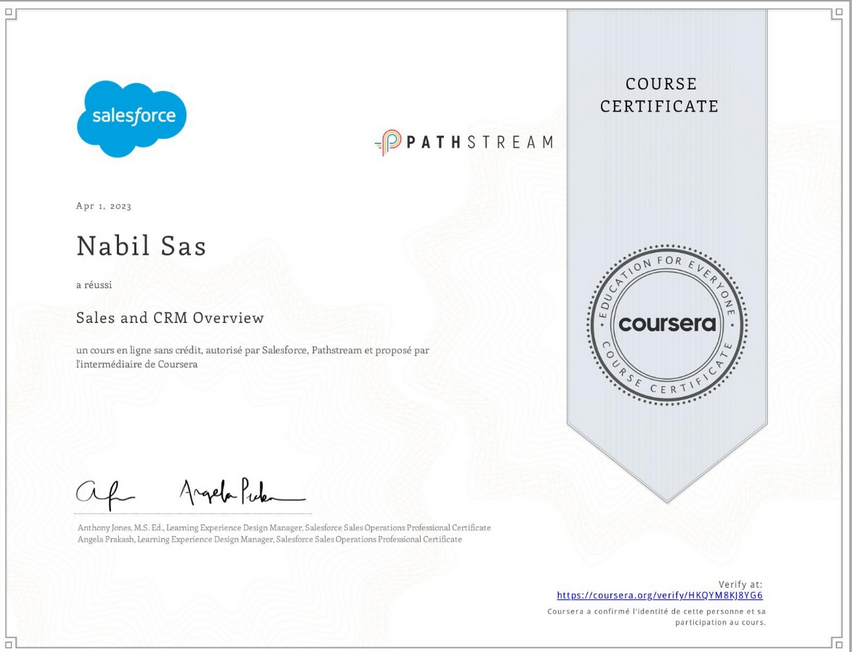 COURSE
CERTIFICATE
salesforce
PATHSTREAM
Apr 1, 2023
Nabil Sas
a réussi
Sales and CRM Overview
un cours en ligne sans crédit, autorisé par Salesforce, Pathstream et proposé par
l'intermédiaire de Coursera
EDUCATION FOR EVERYONE
coursera
COURSE CERTIFICATE
Anthony Jones, M.S. Ed., Learning Experience Design Manager, Salesforce Sales Operations Professional Certificate
Angela Prakash, Learning Experience Design Manager, Salesforce Sales Operations Professional Certificate
Verify at:
https://coursera.org/verify/HKQYM8KJ8YG6
Coursera a confirmé l'identité de cette personne et sa
participation au cours.